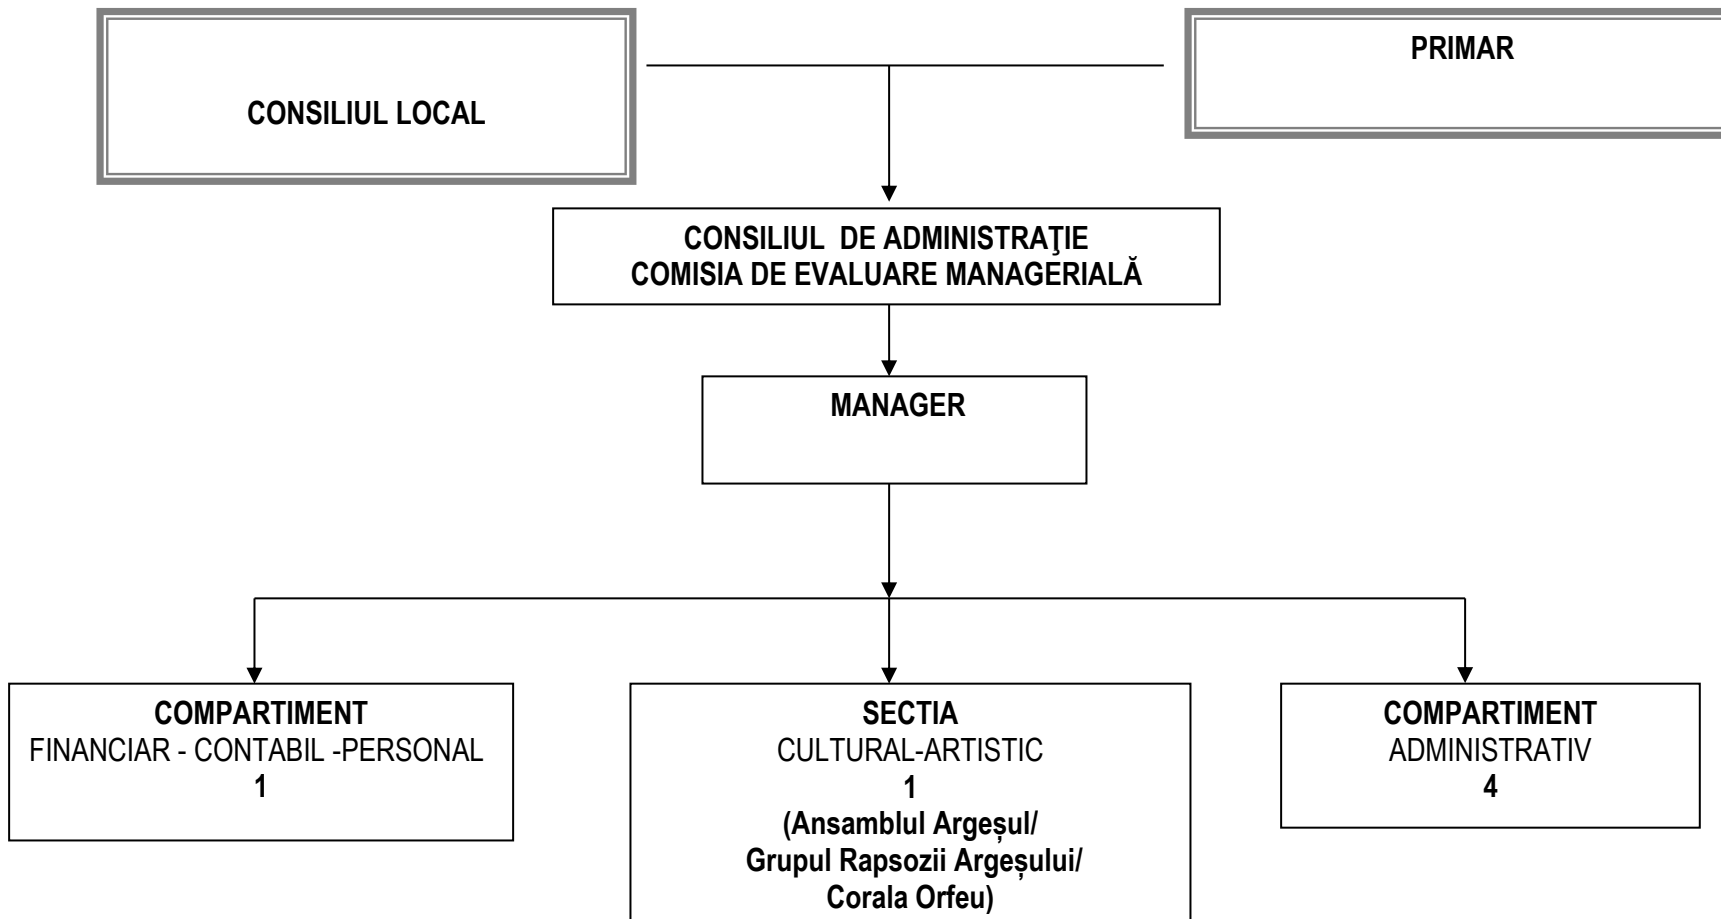 PRIMAR
CONSILIUL LOCAL
CONSILIUL DE ADMINISTRAŢIE
COMISIA DE EVALUARE MANAGERIALĂ
MANAGER
COMPARTIMENT
FINANCIAR - CONTABIL -PERSONAL
1
SECTIA
CULTURAL-ARTISTIC
1
(Ansamblul Argeșul/
Grupul Rapsozii Argeșului/
Corala Orfeu)
COMPARTIMENT
ADMINISTRATIV
4